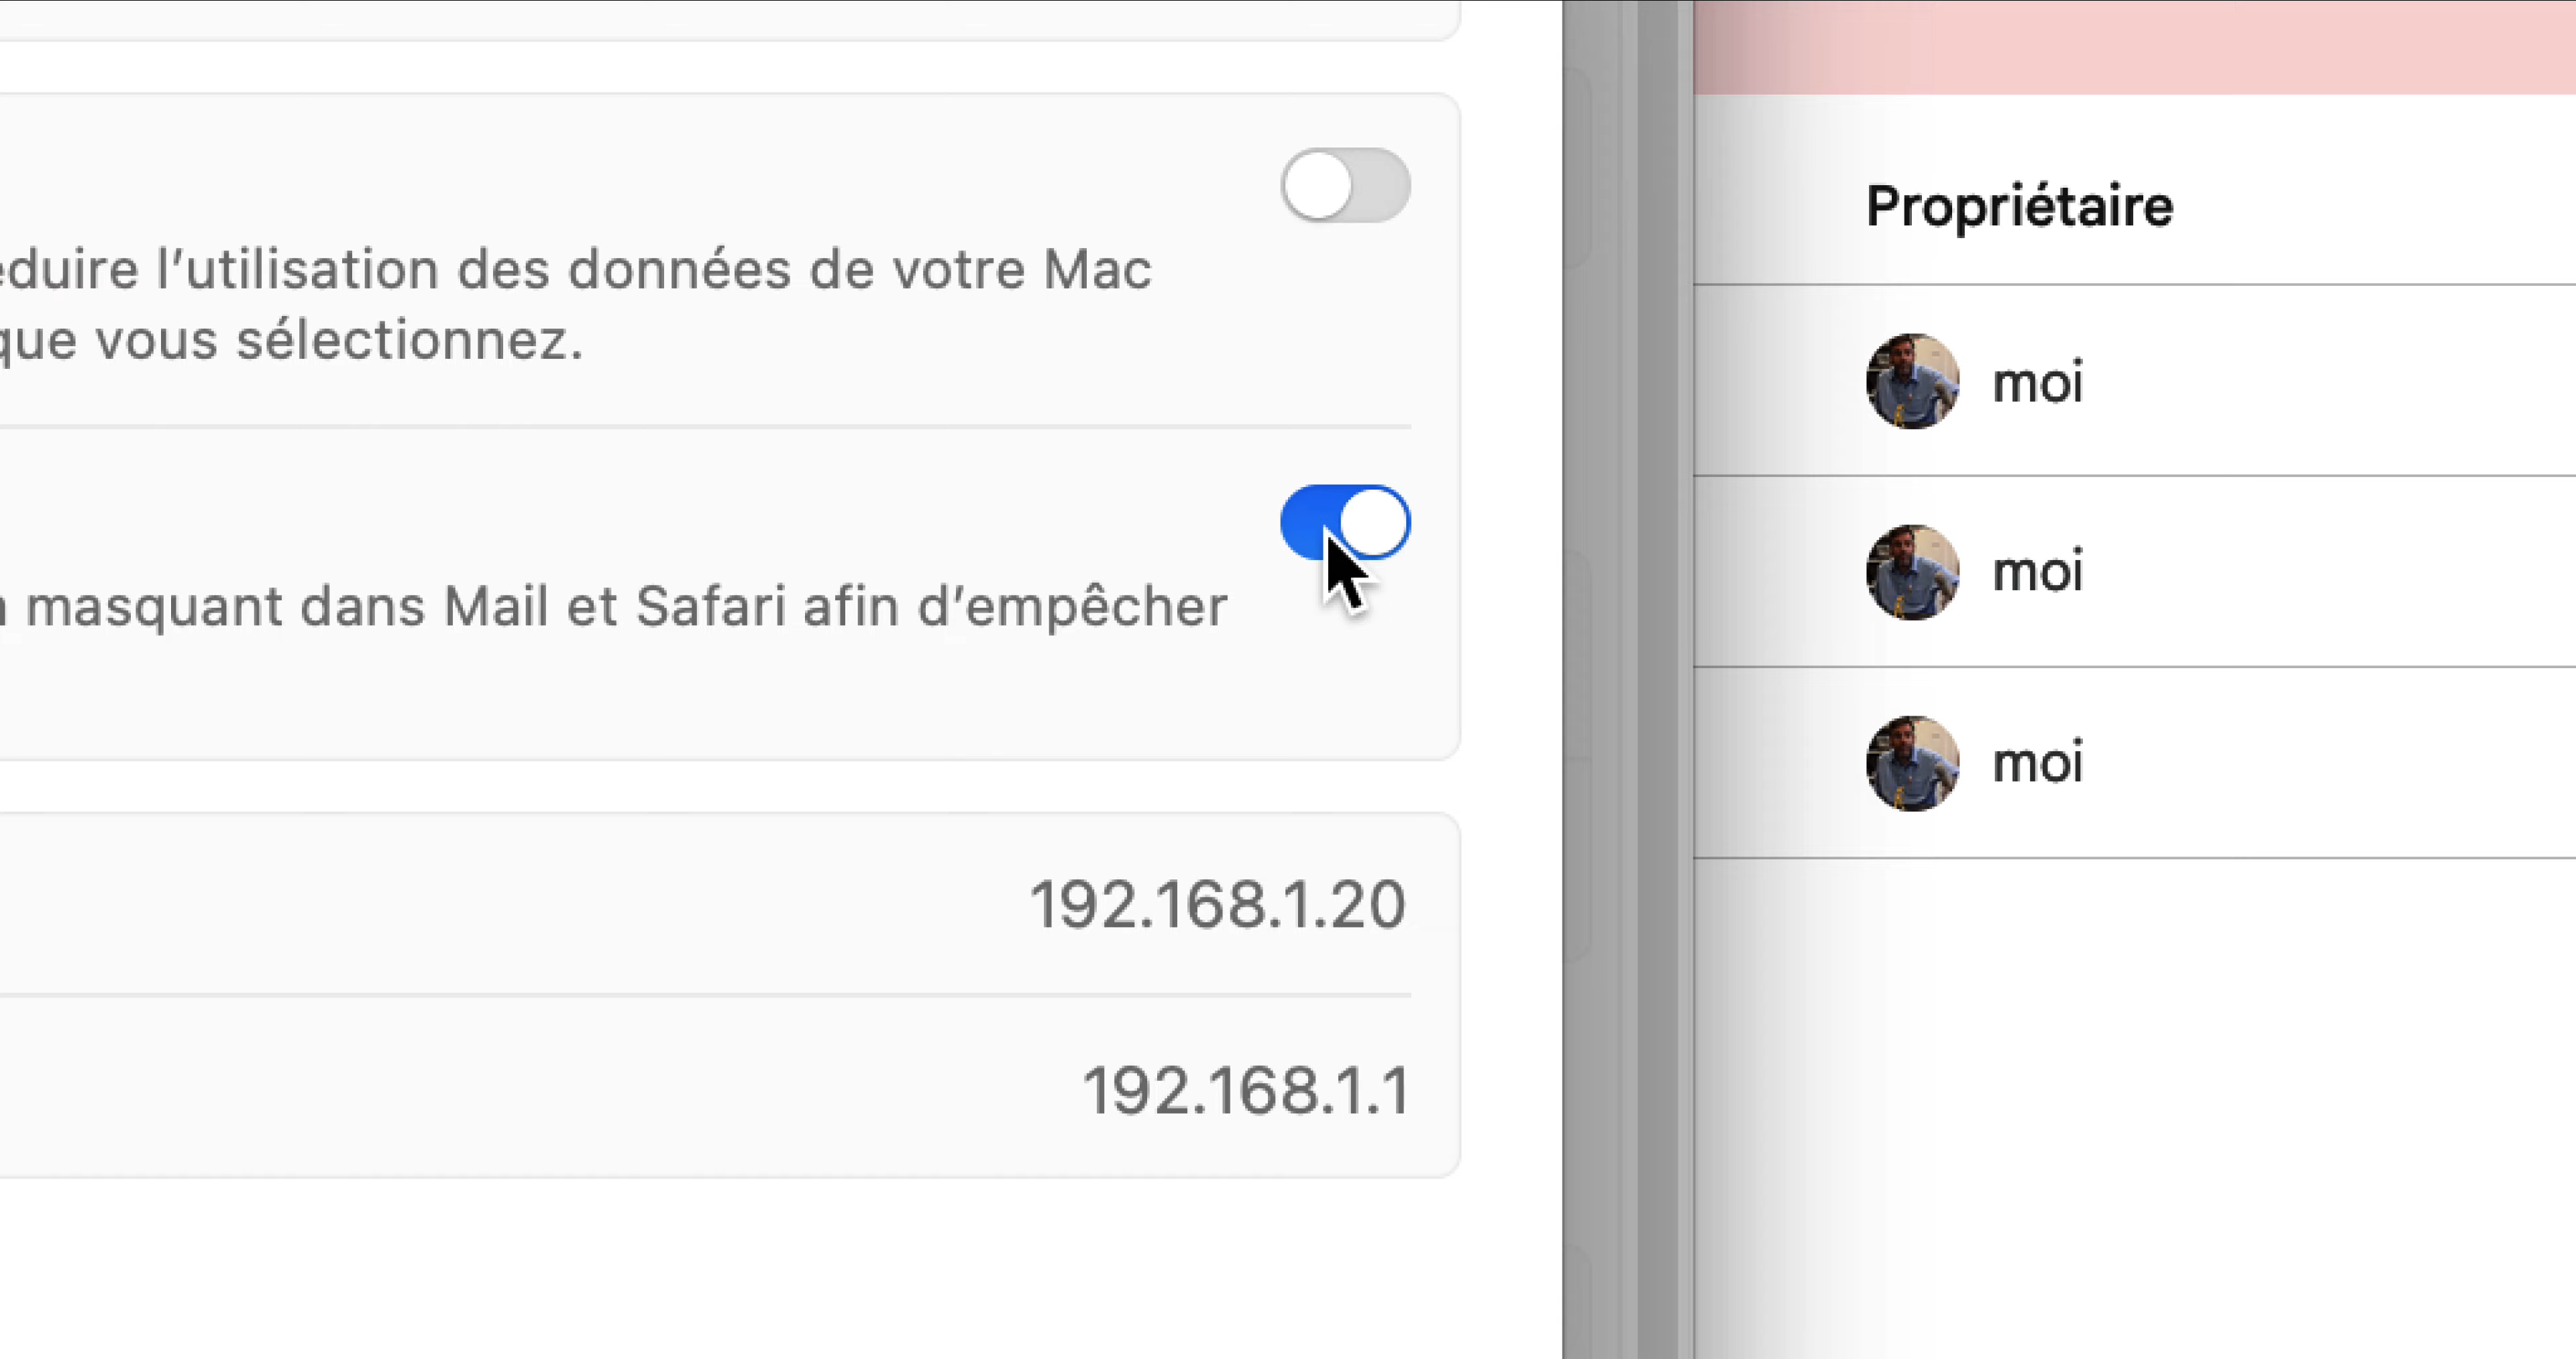 duire l’utilisation des données de votre Mac
que vous sélectionnez.
masquant dans Mail et Safari afin d’empêcher
192.168.1.20
192.168.1.1
Propriétaire
moi
moi
moi